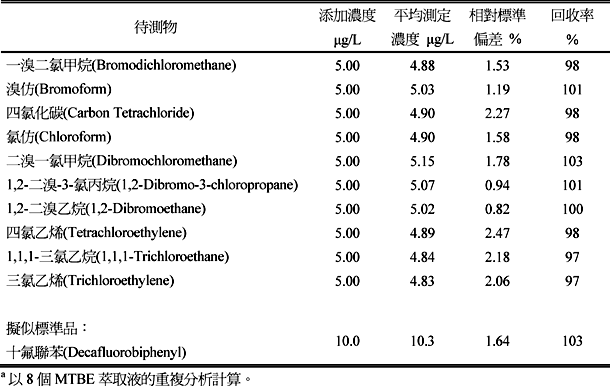 待測物 添加濃度 μg/L 平均測定濃度 μg/L 相對標準偏差 % 回收率 %
一溴二氯甲烷(Bromodichloromethane) 5.00 4.88 1.53 98
溴仿(Bromoform) 5.00 5.03 1.19 101
四氯化碳(Carbon Tetrachloride) 5.00 4.90 2.27 98
氯仿(Chloroform) 5.00 4.90 1.58 98
二溴一氯甲烷(Dibromochloromethane) 5.00 5.15 1.78 103
1,2-二溴-3-氯丙烷(1,2-Dibromo-3-chloropropane) 5.00 5.07 0.94 101
1,2-二溴乙烷(1,2-Dibromoethane) 5.00 5.02 0.82 100
四氯乙烯(Tetrachloroethylene) 5.00 4.89 2.47 98
1,1,1-三氯乙烷(1,1,1-Trichloroethane) 5.00 4.84 2.18 97
三氯乙烯(Trichloroethylene) 5.00 4.83 2.06 97
擬似標準品：
十氟聯苯(Decafluorobiphenyl) 10.0 10.3 1.64 103
a 以 8 個 MTBE 萃取液的重複分析計算。